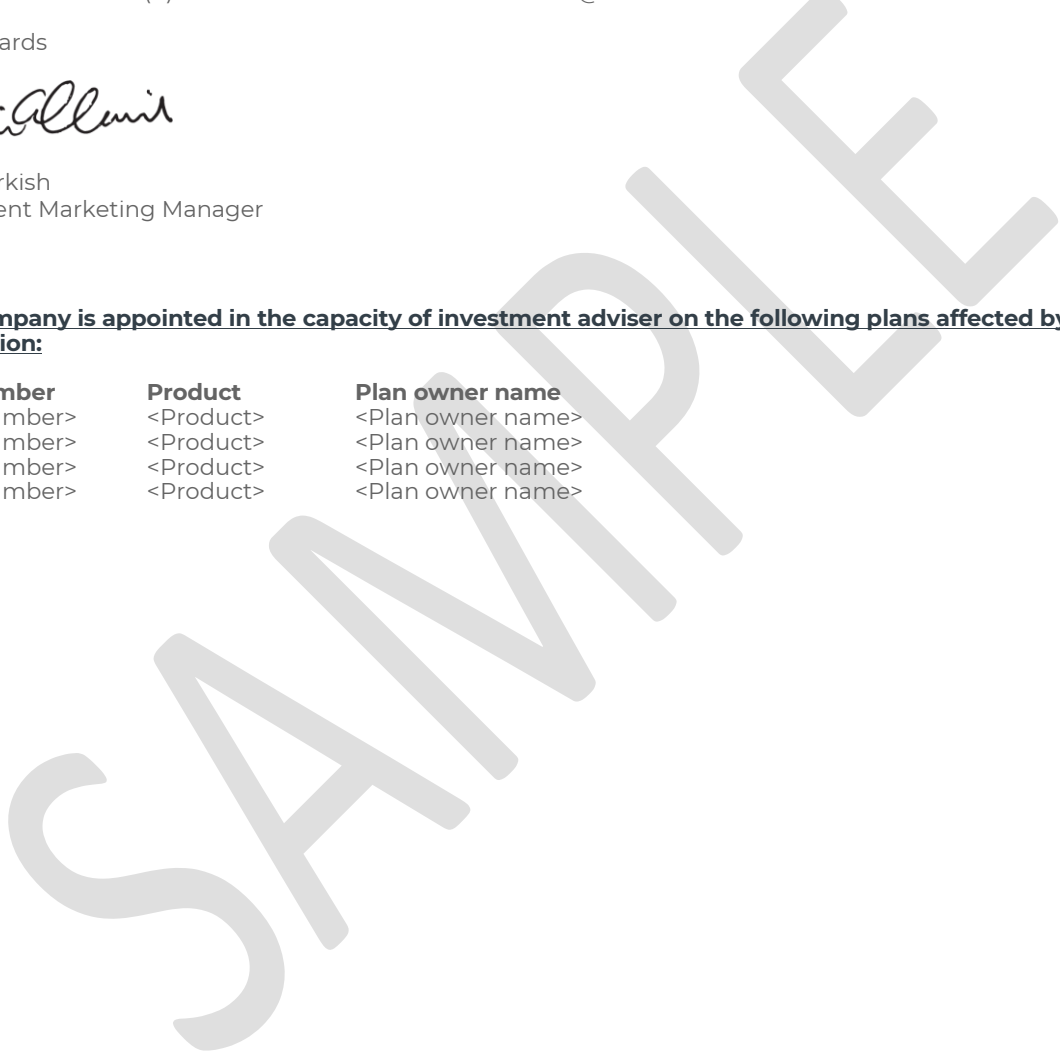 ards
rkish
ent Marketing Manager
mpany is appointed in the capacity of investment adviser on the following plans affected by
ion:
mber Product Plan owner name
mber> <Product> <Plan owner name>
mber> <Product> <Plan owner name>
mber> <Product> <Plan owner name>
mber> <Product> <Plan owner name>
SAMPLE